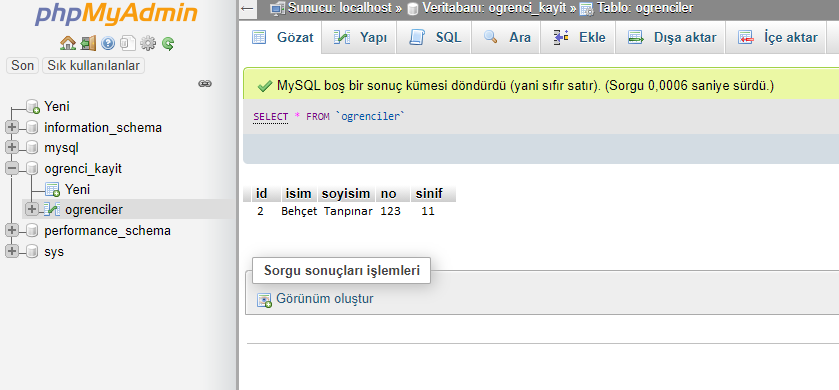 phpMyAdmin
Son Sık kullanılanlar
Yeni
information_schema
mysql
ogrenci_kayit
Yeni
ogrenciler
performance_schema
sys
Sunucu: localhost » Veritabanı: ogrenci_kayit » Tablo: ogrenciler
Gözat Yapı SQL Ara Ekle Dışa aktar İçe aktar
MySQL boş bir sonuç kümesi döndürdü (yani sıfır satır). (Sorgu 0,0006 saniye sürdü.)
SELECT * FROM `ogrenciler`
id isim soyisim no sinif
2 Behçet Tanpınar 123 11
Sorgu sonuçları işlemleri
Görünüm oluştur